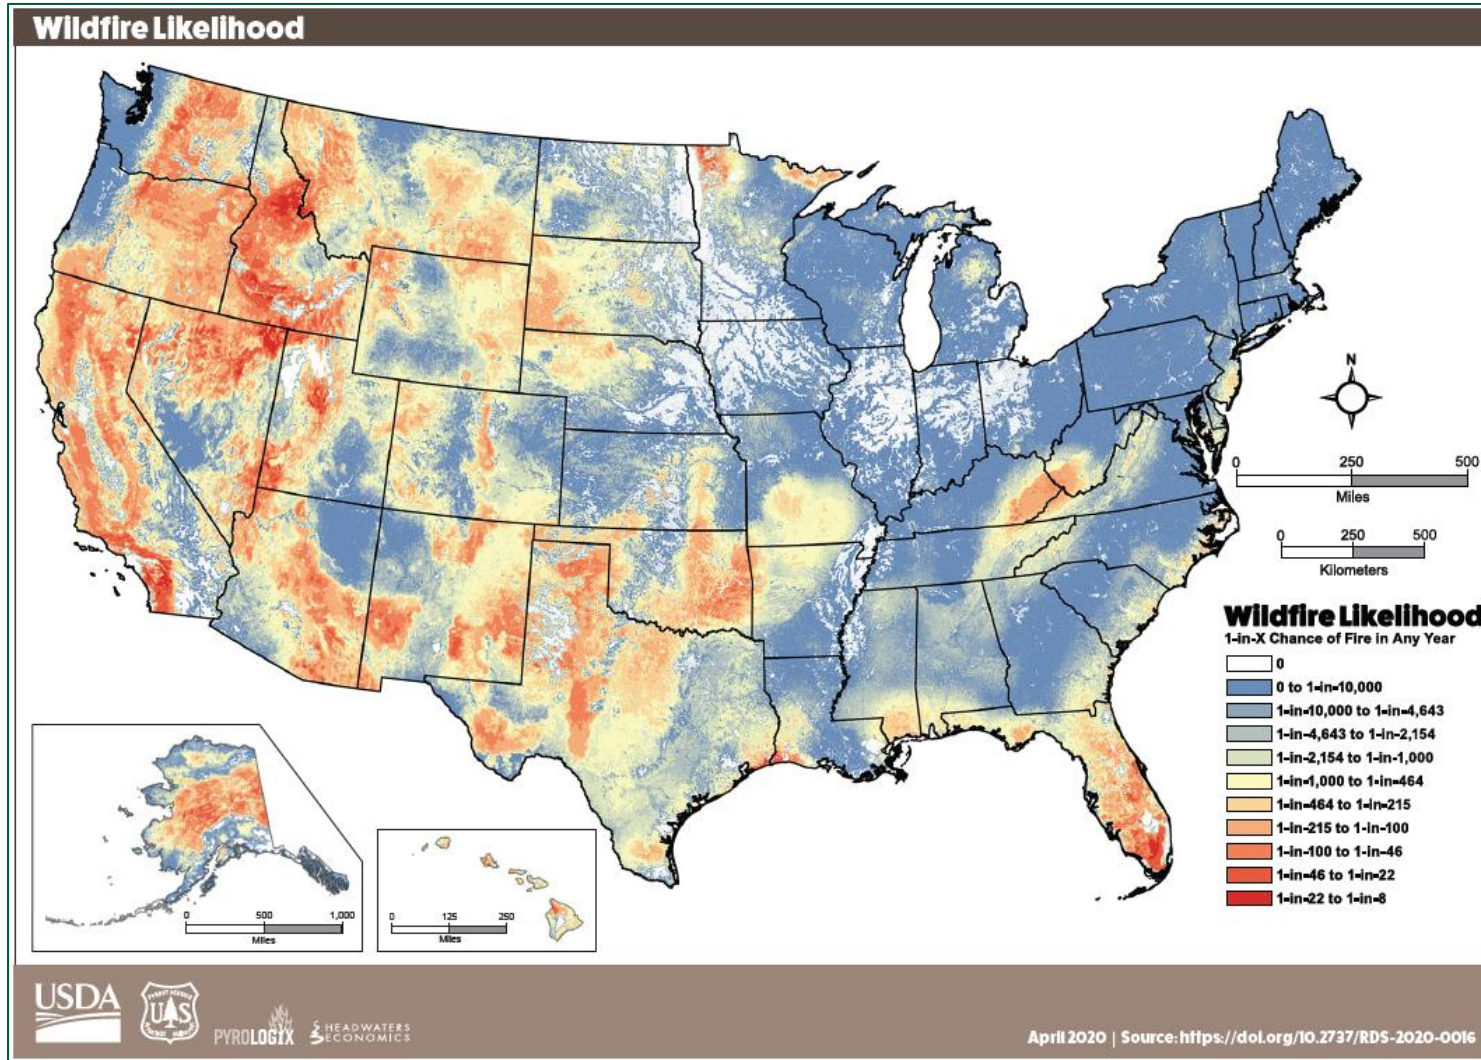 Wildfire Likelihood
N
0 250 500
Miles
0 250 500
Kilometers
Wildfire Likelihood
1-in-X Chance of Fire in Any Year
0
0 to 1-in-10,000
1-in-10,000 to 1-in-4,643
1-in-4,643 to 1-in-2,154
1-in-2,154 to 1-in-1,000
1-in-1,000 to 1-in-464
1-in-464 to 1-in-215
1-in-215 to 1-in-100
1-in-100 to 1-in-46
1-in-46 to 1-in-22
1-in-22 to 1-in-8
0 500 1,000
Miles
0 125 250
Miles
USDA
FOREST SERVICE
U S
PYROLOGIX
HEADWATERS
ECONOMICS
April 2020 | Source: https://doi.org/10.2737/RDS-2020-0016